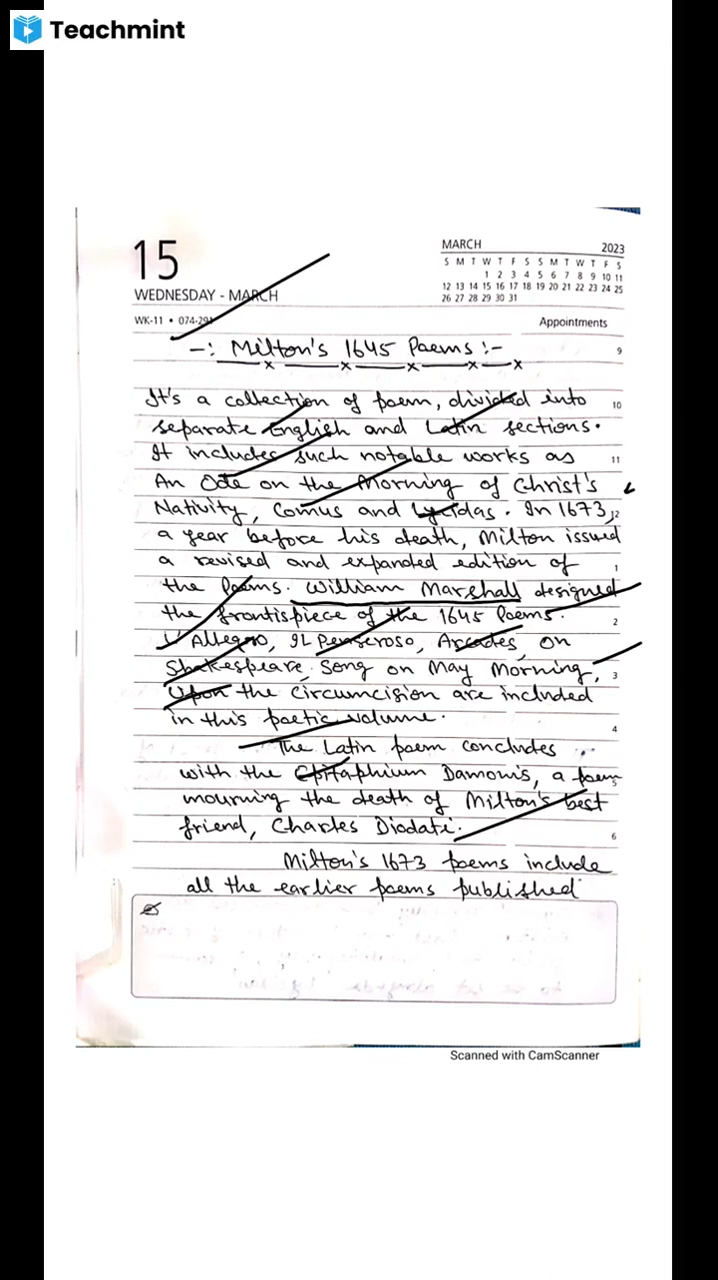 Teachmint
15
WEDNESDAY - MARCH
WK-11 • 074-291
MARCH 2023
S M T W T F S S M T W T F S
1 2 3 4 5 6 7 8 9 10 11
12 13 14 15 16 17 18 19 20 21 22 23 24 25
26 27 28 29 30 31
Appointments
-: Milton's 1645 Poems :-
9
It's a collection of poem, divided into
10
separate English and Latin sections.
It includes such notable works as
11
An Ode on the Morning of Christ's
Nativity, Comus and Lycidas. In 1673,
12
a year before his death, Milton issued
a revised and expanded edition of
1
the Poems. William Marshall designed
the frontispiece of the 1645 Poems.
2
L'Allegro, IL Penseroso, Arcades, on
Shakespeare, Song on May Morning,
3
Upon the Circumcision are included
in this poetic volume.
4
The Latin poem concludes
with the Epitaphium Damonis, a poem
mourning the death of Milton's best
friend, Charles Diodati.
6
Milton's 1673 poems include
all the earlier poems published
Scanned with CamScanner